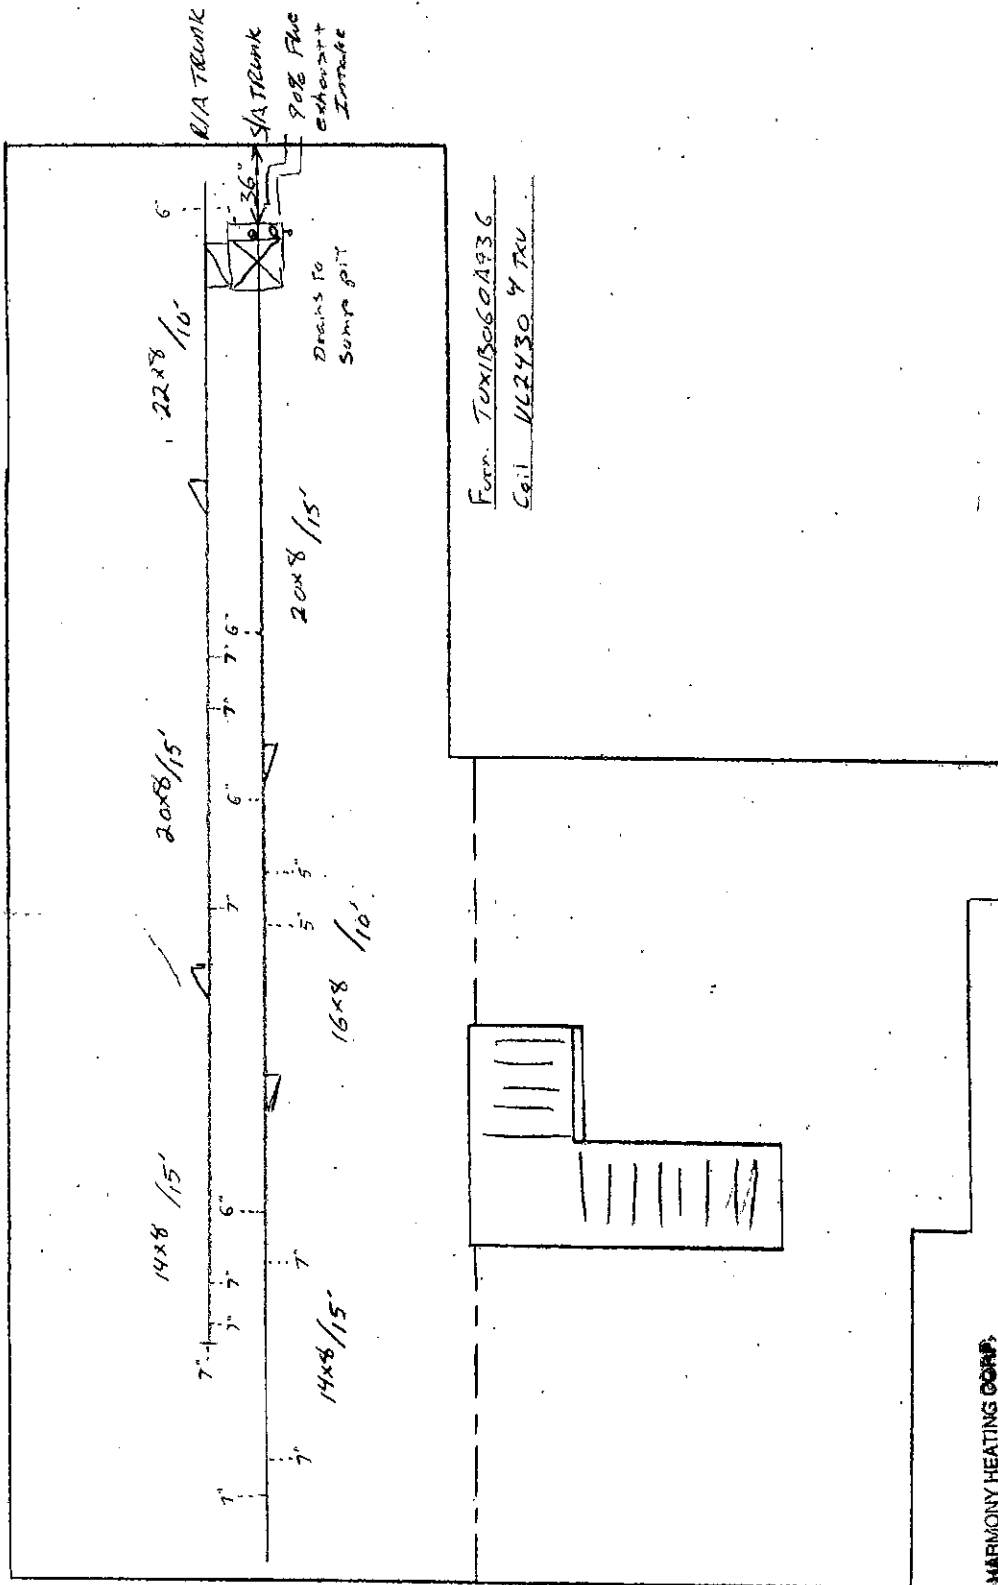 R/A TRUNK
S/A TRUNK
90% Flue
exhaust +
Intake
36"
6"
22x8 /10'
Drains to
Sump pit
20x8 /15'
6"
7"
7"
20x8 /15'
6"
5"
7"
5"
16x8 /10'
14x8 /15'
6"
7"
7"
7"
7"
14x8 /15'
7"
7"
Furn. TUX1B060A936
Coil
HARMONY HEATING CORP.